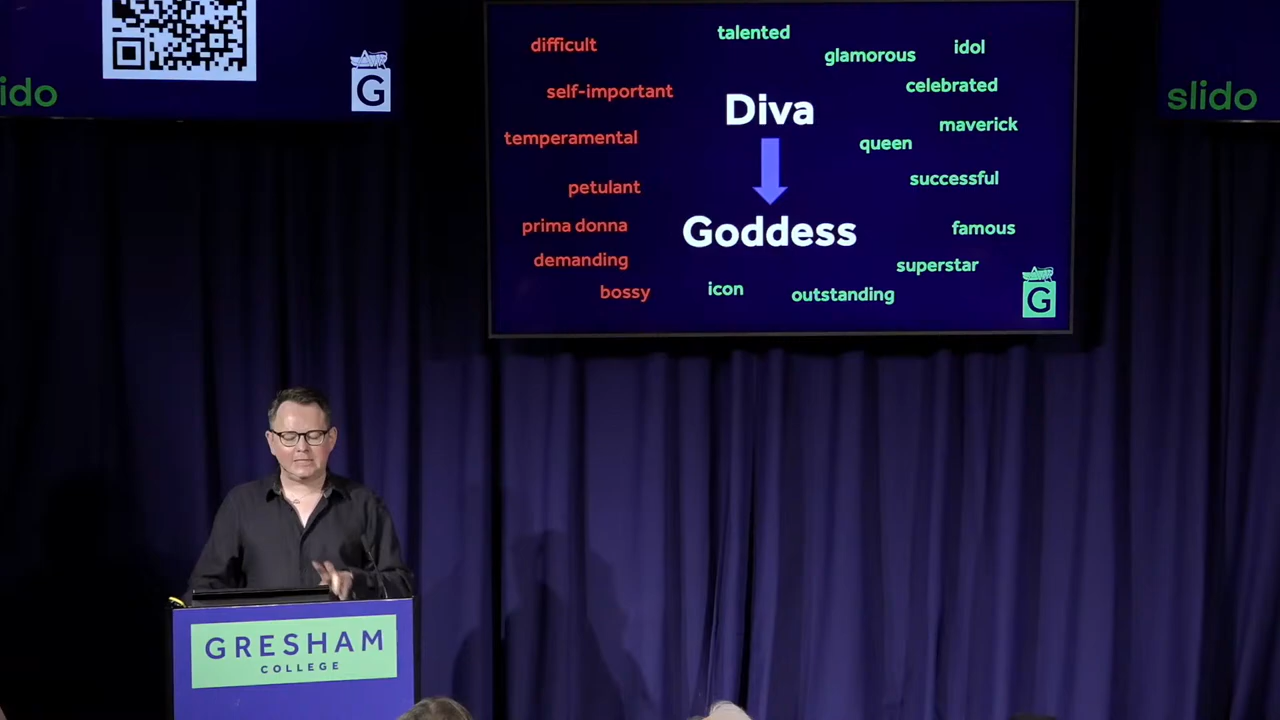 lido
G
difficult
talented
glamorous
idol
self-important
celebrated
Diva
temperamental
maverick
queen
petulant
successful
prima donna
Goddess
famous
demanding
superstar
bossy
icon
outstanding
G
slido
GRESHAM
COLLEGE